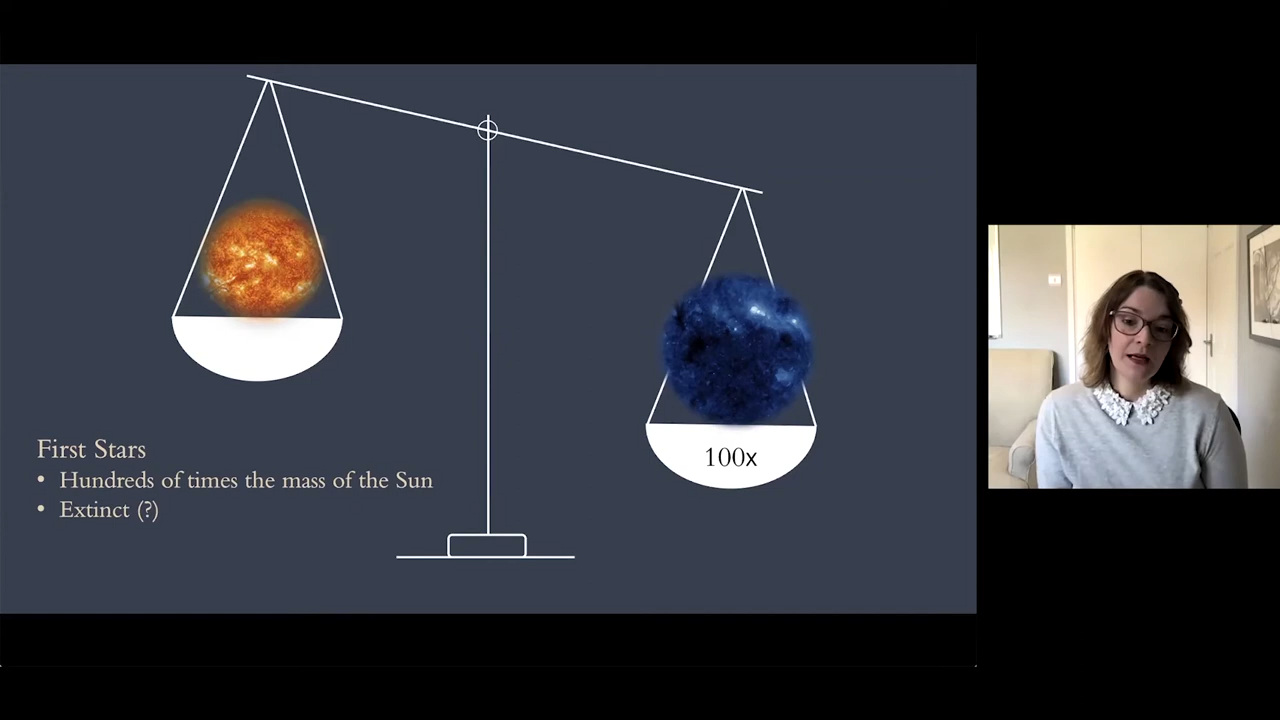 100x
First Stars
• Hundreds of times the mass of the Sun
• Extinct (?)